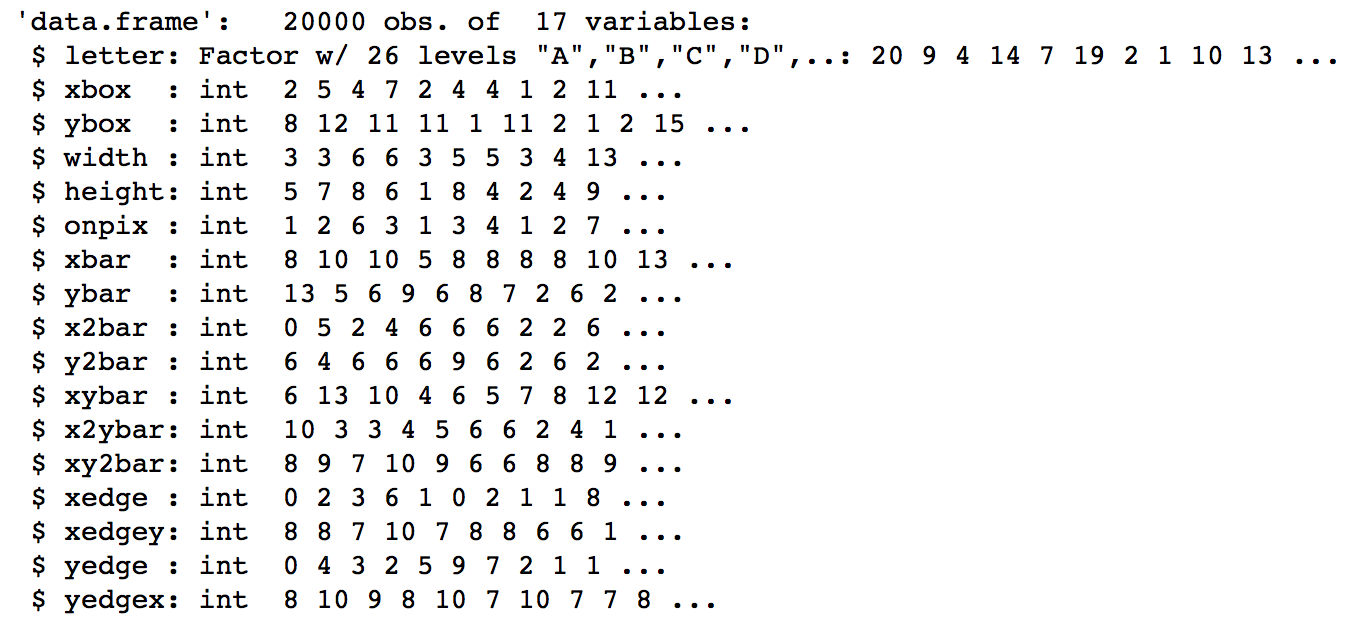 'data.frame':   20000 obs. of  17 variables:
 $ letter: Factor w/ 26 levels "A","B","C","D",..: 20 9 4 14 7 19 2 1 10 13 ...
 $ xbox  : int  2 5 4 7 2 4 4 1 2 11 ...
 $ ybox  : int  8 12 11 11 1 11 2 1 2 15 ...
 $ width : int  3 3 6 6 3 5 5 3 4 13 ...
 $ height: int  5 7 8 6 1 8 4 2 4 9 ...
 $ onpix : int  1 2 6 3 1 3 4 1 2 7 ...
 $ xbar  : int  8 10 10 5 8 8 8 8 10 13 ...
 $ ybar  : int  13 5 6 9 6 8 7 2 6 2 ...
 $ x2bar : int  0 5 2 4 6 6 6 2 2 6 ...
 $ y2bar : int  6 4 6 6 6 9 6 2 6 2 ...
 $ xybar : int  6 13 10 4 6 5 7 8 12 12 ...
 $ x2ybar: int  10 3 3 4 5 6 6 2 4 1 ...
 $ xy2bar: int  8 9 7 10 9 6 6 8 8 9 ...
 $ xedge : int  0 2 3 6 1 0 2 1 1 8 ...
 $ xedgey: int  8 8 7 10 7 8 8 6 6 1 ...
 $ yedge : int  0 4 3 2 5 9 7 2 1 1 ...
 $ yedgex: int  8 10 9 8 10 7 10 7 7 8 ...